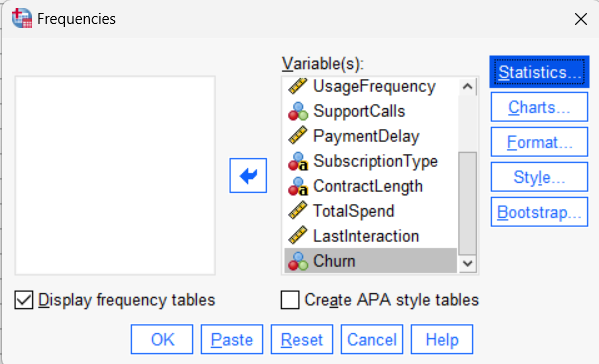 Frequencies
Variable(s):
UsageFrequency
SupportCalls
PaymentDelay
SubscriptionType
ContractLength
TotalSpend
LastInteraction
Churn
Statistics...
Charts...
Format...
Style...
Bootstrap...
Display frequency tables
Create APA style tables
OK Paste Reset Cancel Help